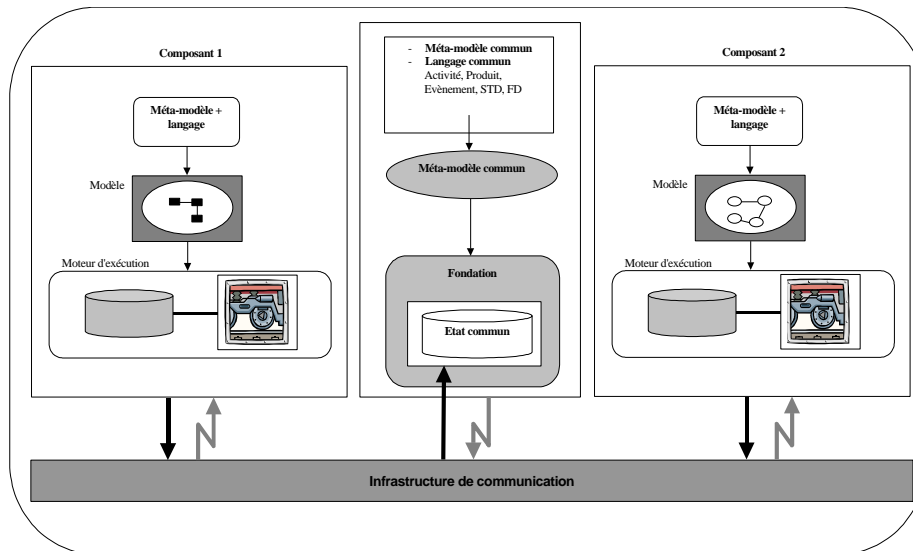 Composant 1
Méta-modèle +
langage
Modèle
Moteur d'exécution
- Méta-modèle commun
- Langage commun
Activité, Produit,
Evènement, STD, FD
Méta-modèle commun
Fondation
Etat commun
Composant 2
Méta-modèle +
langage
Modèle
Moteur d'exécution
Infrastructure de communication